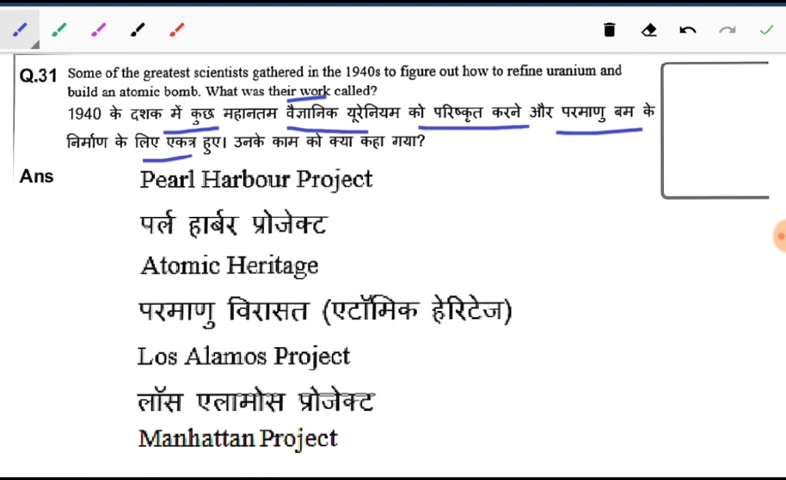 Q.31 Some of the greatest scientists gathered in the 1940s to figure out how to refine uranium and
build an atomic bomb. What was their work called?
1940 के दशक में कुछ महानतम वैज्ञानिक यूरेनियम को परिष्कृत करने और परमाणु बम के
निर्माण के लिए एकत्र हुए। उनके काम को क्या कहा गया?
Ans Pearl Harbour Project
पर्ल हार्बर प्रोजेक्ट
Atomic Heritage
परमाणु विरासत (एटॉमिक हेरिटेज)
Los Alamos Project
लॉस एलामोस प्रोजेक्ट
Manhattan Project